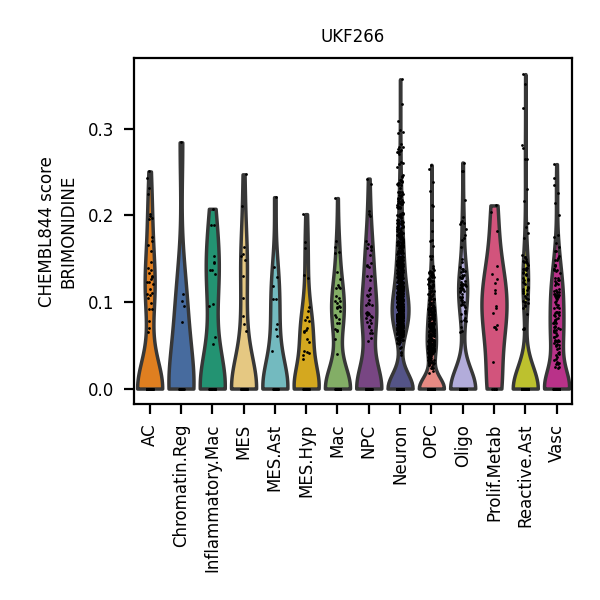 UKF266
CHEMBL844 score
BRIMONIDINE
0.3
0.2
0.1
0.0
AC
Chromatin.Reg
Inflammatory.Mac
MES
MES.Ast
MES.Hyp
Mac
NPC
Neuron
OPC
Oligo
Prolif.Metab
Reactive.Ast
Vasc